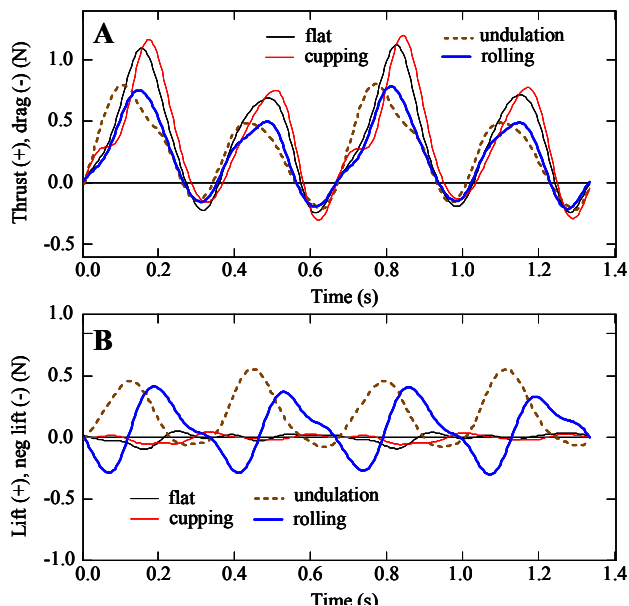 A
flat
cupping
undulation
rolling
Thrust (+), drag (-) (N)
1.0
0.5
0.0
-0.5
0.0 0.2 0.4 0.6 0.8 1.0 1.2 1.4
Time (s)
B
Lift (+), neg lift (-) (N)
1.0
0.5
0.0
-0.5
-1.0
flat
cupping
undulation
rolling
0.0 0.2 0.4 0.6 0.8 1.0 1.2 1.4
Time (s)